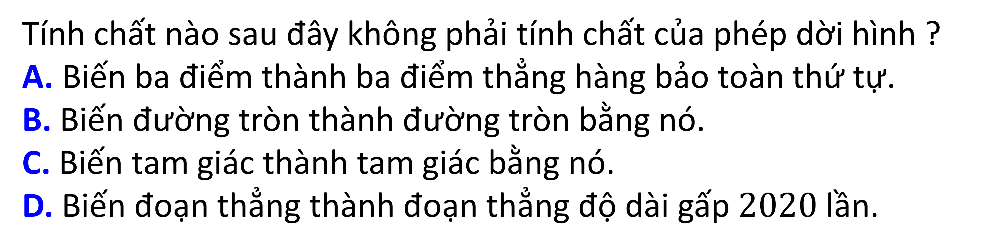 Tính chất nào sau đây không phải tính chất của phép dời hình ?
A. Biến ba điểm thành ba điểm thẳng hàng bảo toàn thứ tự.
B. Biến đường tròn thành đường tròn bằng nó.
C. Biến tam giác thành tam giác bằng nó.
D. Biến đoạn thẳng thành đoạn thẳng độ dài gấp 2020 lần.